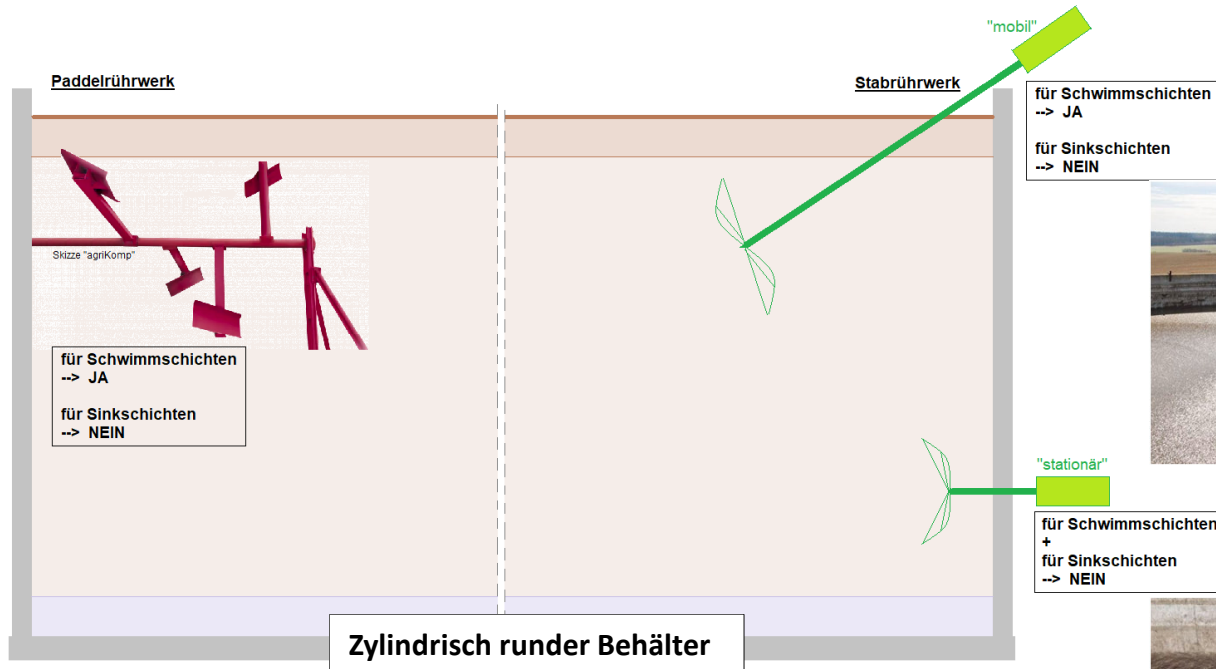 "mobil"
Paddelrührwerk
Stabrührwerk
für Schwimmschichten
--> JA
für Sinkschichten
--> NEIN
Skizze "agriKomp"
für Schwimmschichten
--> JA
für Sinkschichten
--> NEIN
"stationär"
für Schwimmschichten
+
für Sinkschichten
--> NEIN
Zylindrisch runder Behälter